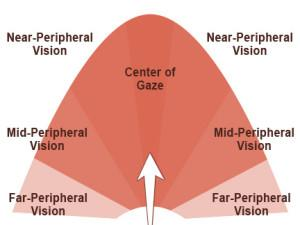 Near-Peripheral
Vision
Near-Peripheral
Vision
Center of
Gaze
Mid-Peripheral
Vision
Mid-Peripheral
Vision
Far-Peripheral
Vision
Far-Peripheral
Vision